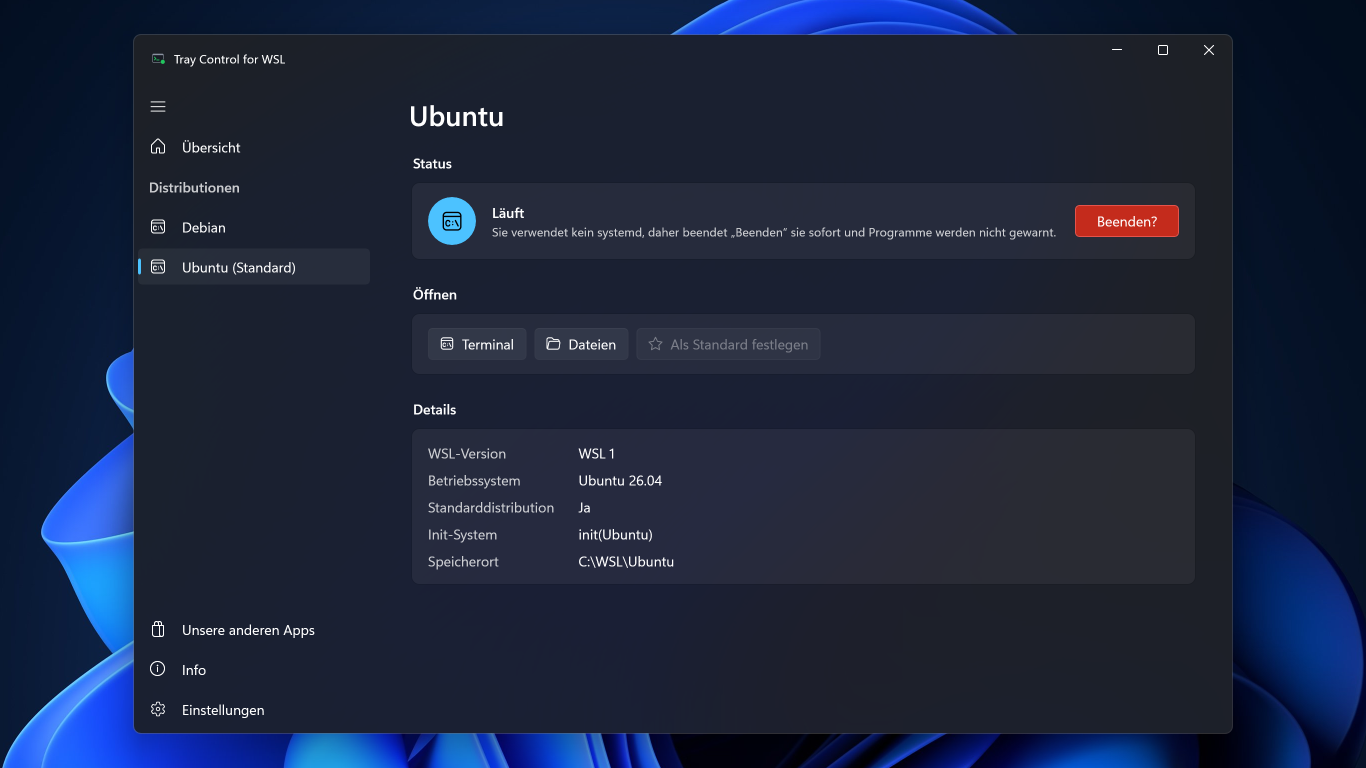 Tray Control for WSL
Übersicht
Distributionen
Debian
Ubuntu (Standard)
Unsere anderen Apps
Info
Einstellungen
Ubuntu
Status
Läuft
Sie verwendet kein systemd, daher beendet „Beenden“ sie sofort und Programme werden nicht gewarnt.
Beenden?
Öffnen
Terminal
Dateien
Als Standard festlegen
Details
WSL-Version WSL 1
Betriebssystem Ubuntu 26.04
Standarddistribution Ja
Init-System init(Ubuntu)
Speicherort C:\WSL\Ubuntu